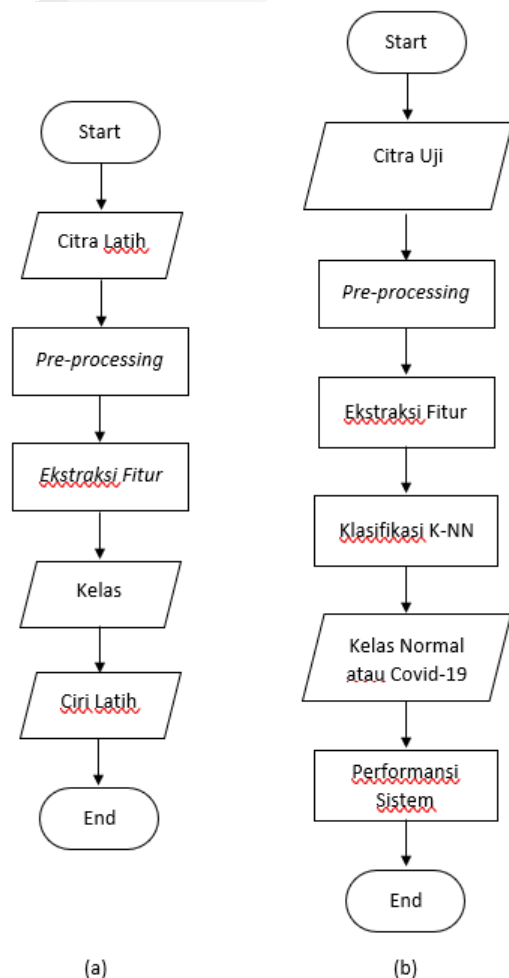 Start
Citra Latih
Pre-processing
Ekstraksi Fitur
Kelas
Ciri Latih
End
(a)
Start
Citra Uji
Pre-processing
Ekstraksi Fitur
Klasifikasi K-NN
Kelas Normal
atau Covid-19
Performansi
Sistem
End
(b)